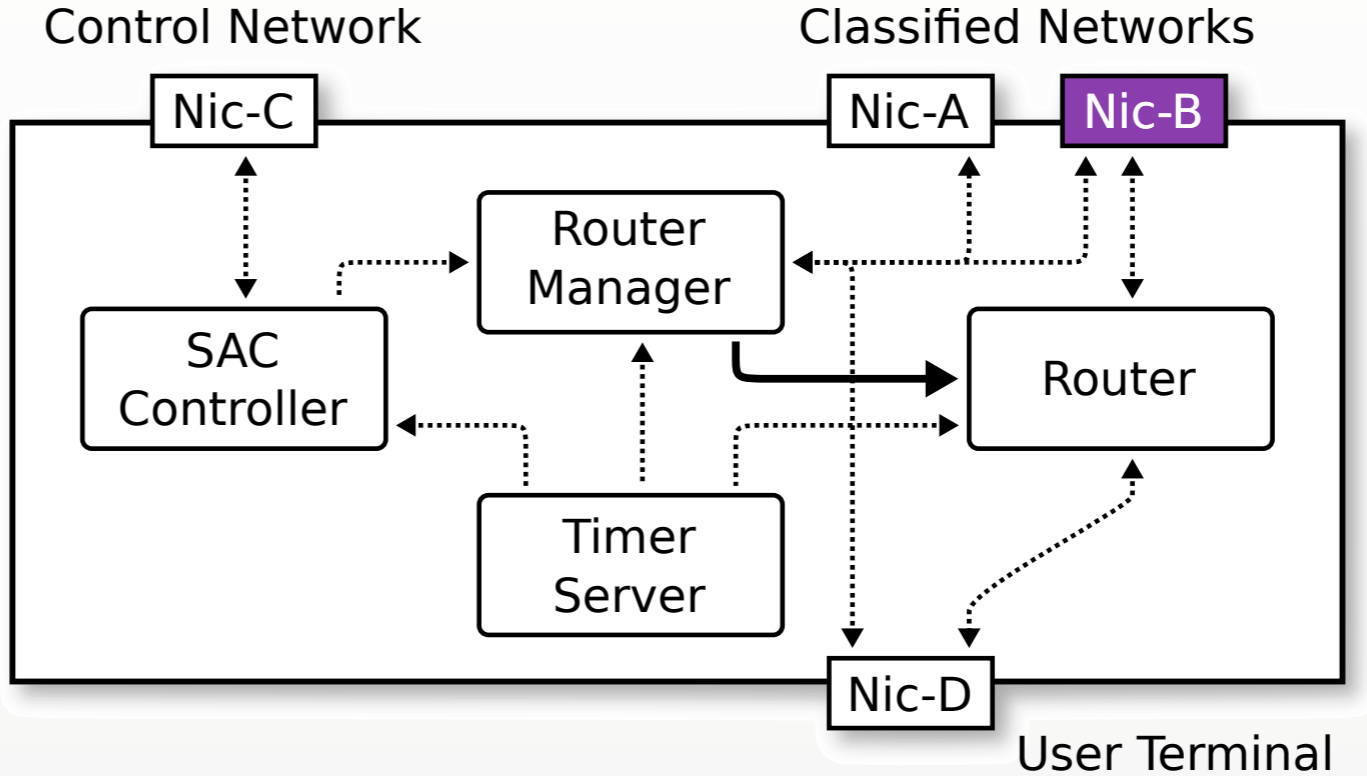 Control Network
Classified Networks
Nic-C
Nic-A
Nic-B
Router
Manager
SAC
Controller
Router
Timer
Server
Nic-D
User Terminal